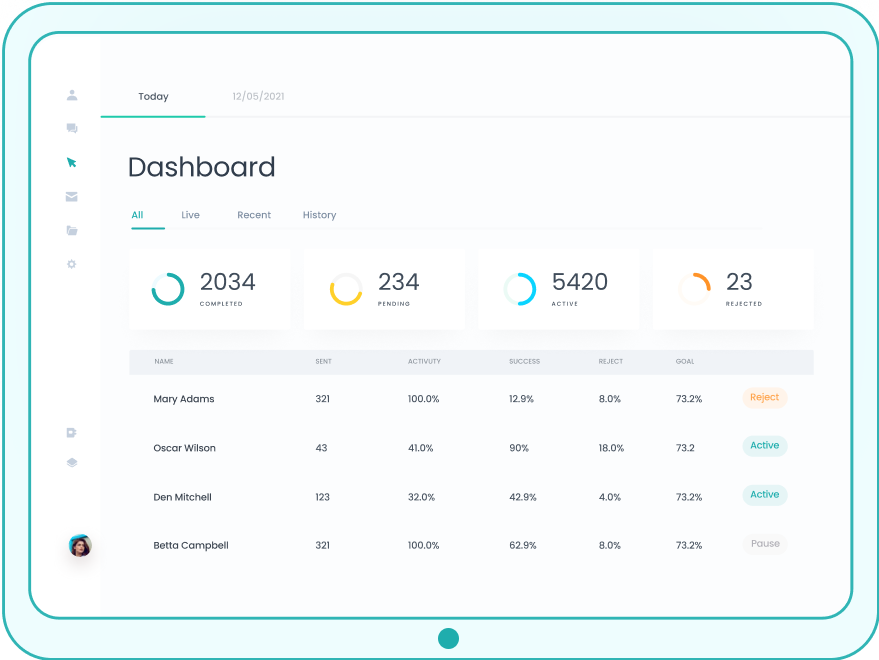 Today 12/05/2021
Dashboard
All Live Recent History
2034 234 5420 23
COMPLETED PENDING ACTIVE REJECTED
NAME SENT ACTIVUTY SUCCESS REJECT GOAL
Mary Adams 321 100.0% 12.9% 8.0% 73.2% Reject
Oscar Wilson 43 41.0% 90% 18.0% 73.2 Active
Den Mitchell 123 32.0% 42.9% 4.0% 73.2% Active
Betta Campbell 321 100.0% 62.9% 8.0% 73.2% Pause